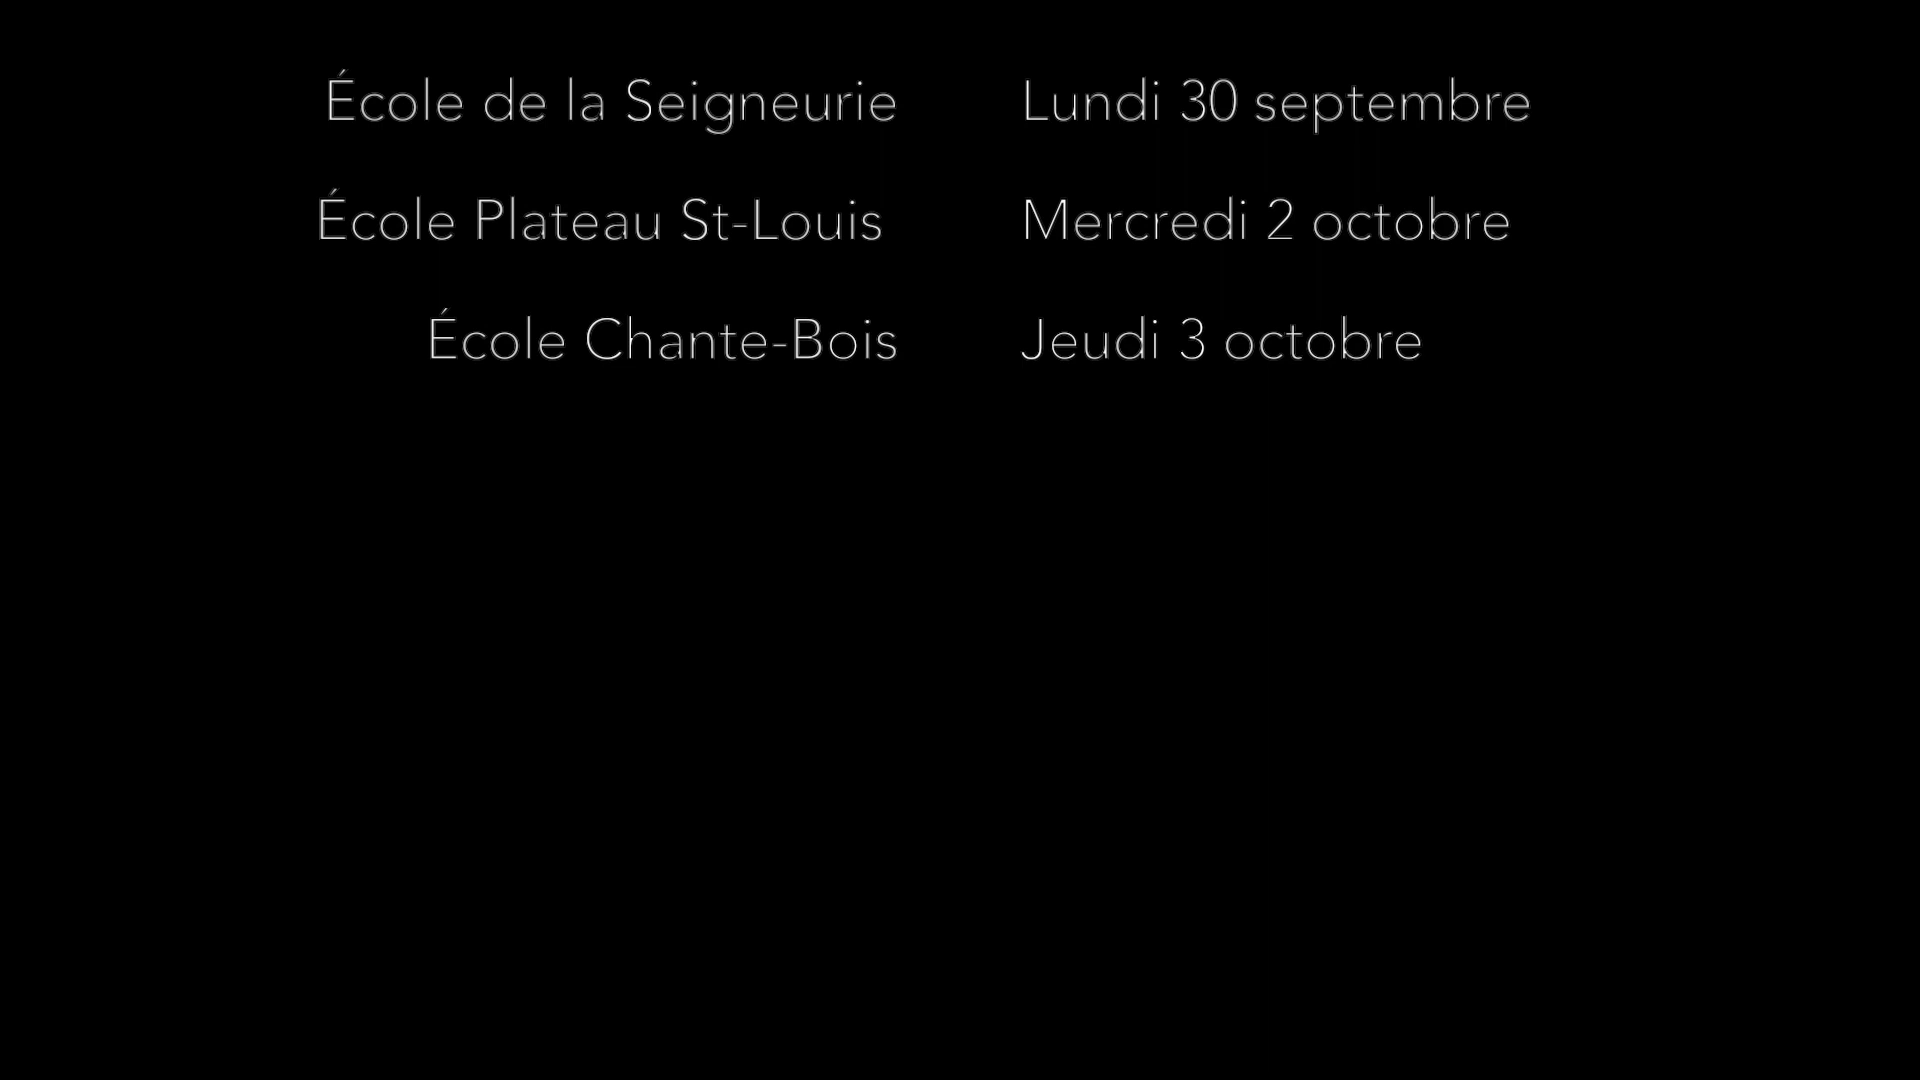 École de la Seigneurie Lundi 30 septembre
École Plateau St-Louis Mercredi 2 octobre
École Chante-Bois Jeudi 3 octobre